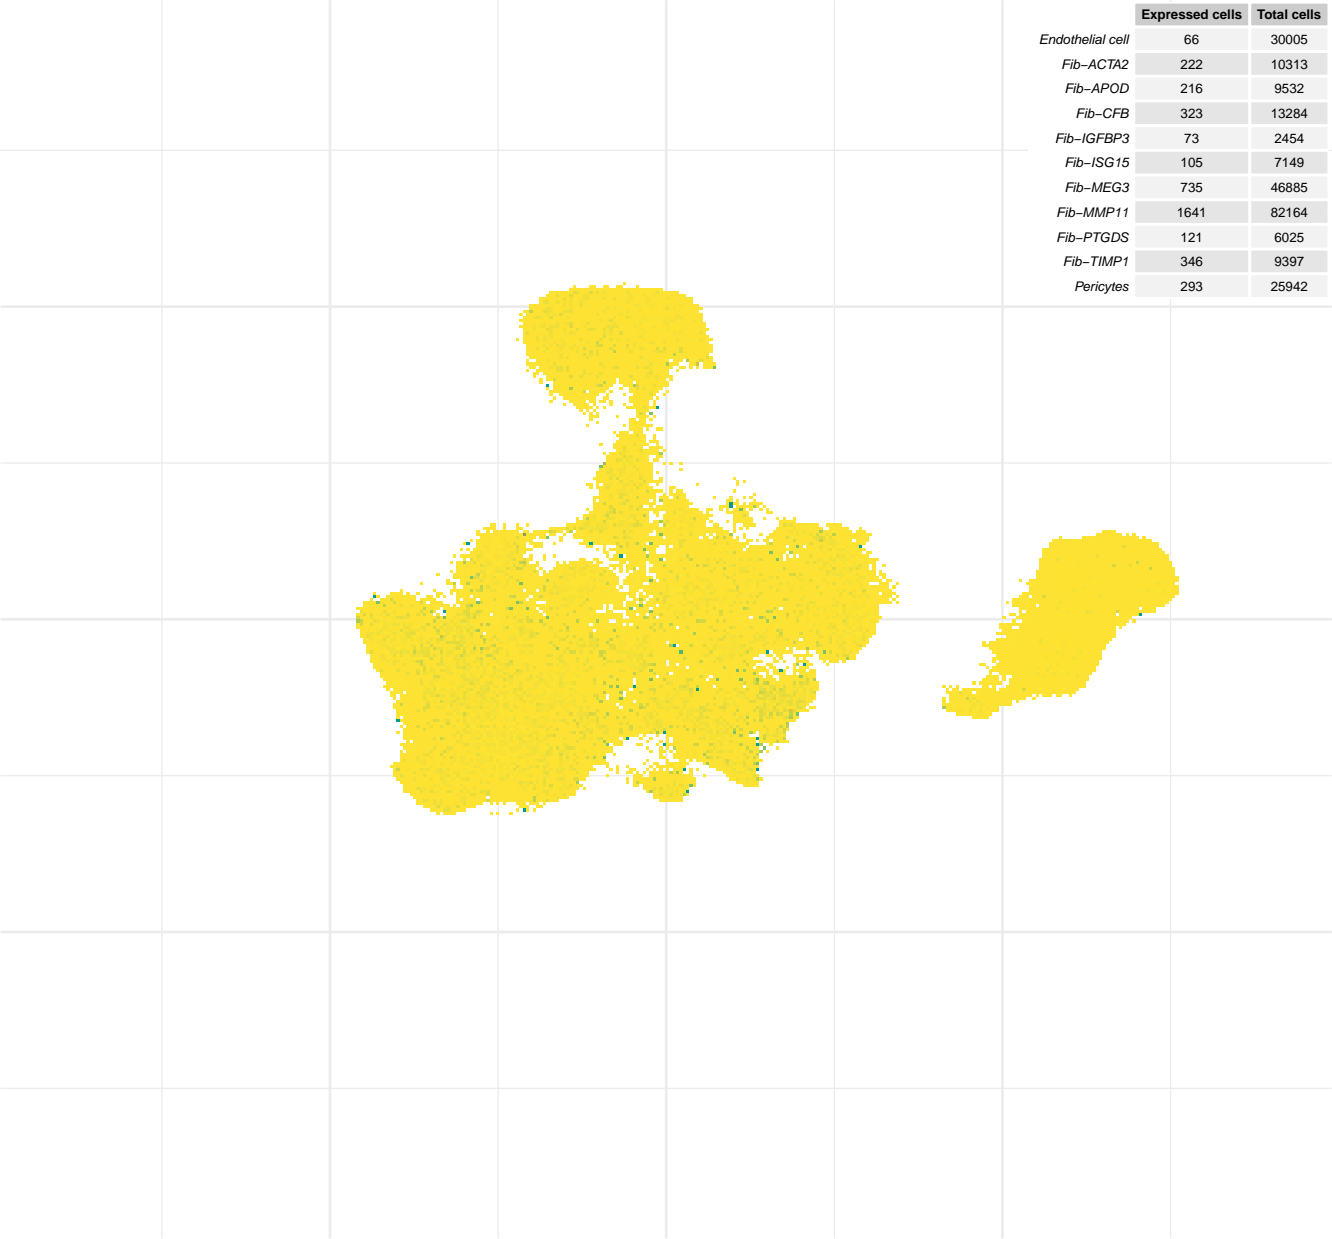 Expressed cells Total cells
Endothelial cell 66 30005
Fib−ACTA2 222 10313
Fib−APOD 216 9532
Fib−CFB 323 13284
Fib−IGFBP3 73 2454
Fib−ISG15 105 7149
Fib−MEG3 735 46885
Fib−MMP11 1641 82164
Fib−PTGDS 121 6025
Fib−TIMP1 346 9397
Pericytes 293 25942